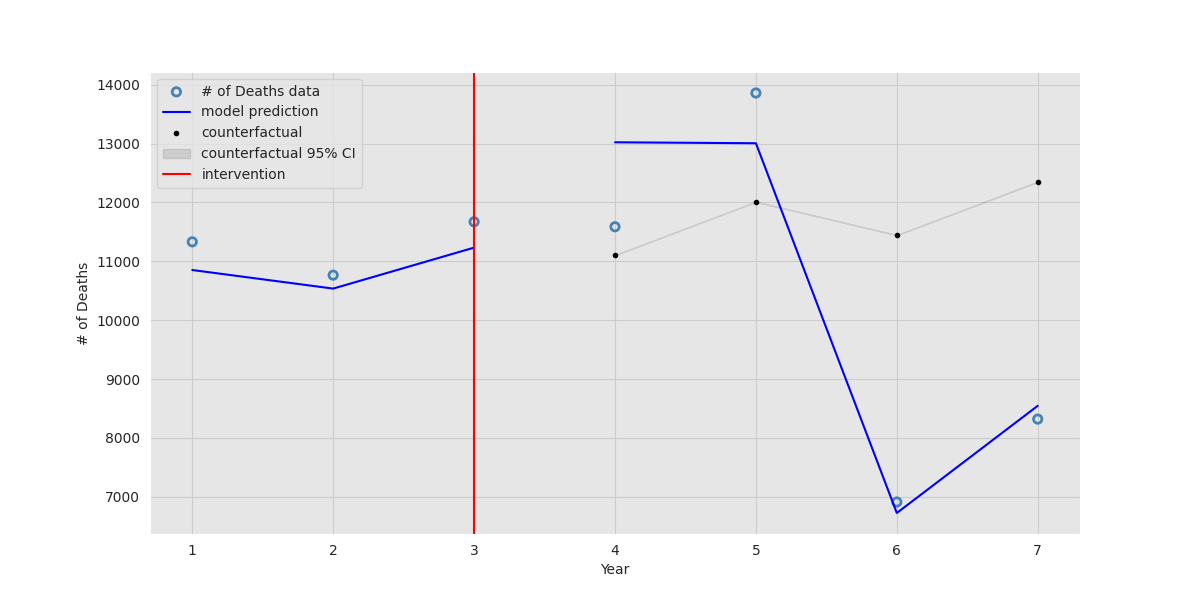 14000
13000
12000
11000
10000
9000
8000
7000
# of Deaths
# of Deaths data
model prediction
counterfactual
counterfactual 95% CI
intervention
1 2 3 4 5 6 7
Year